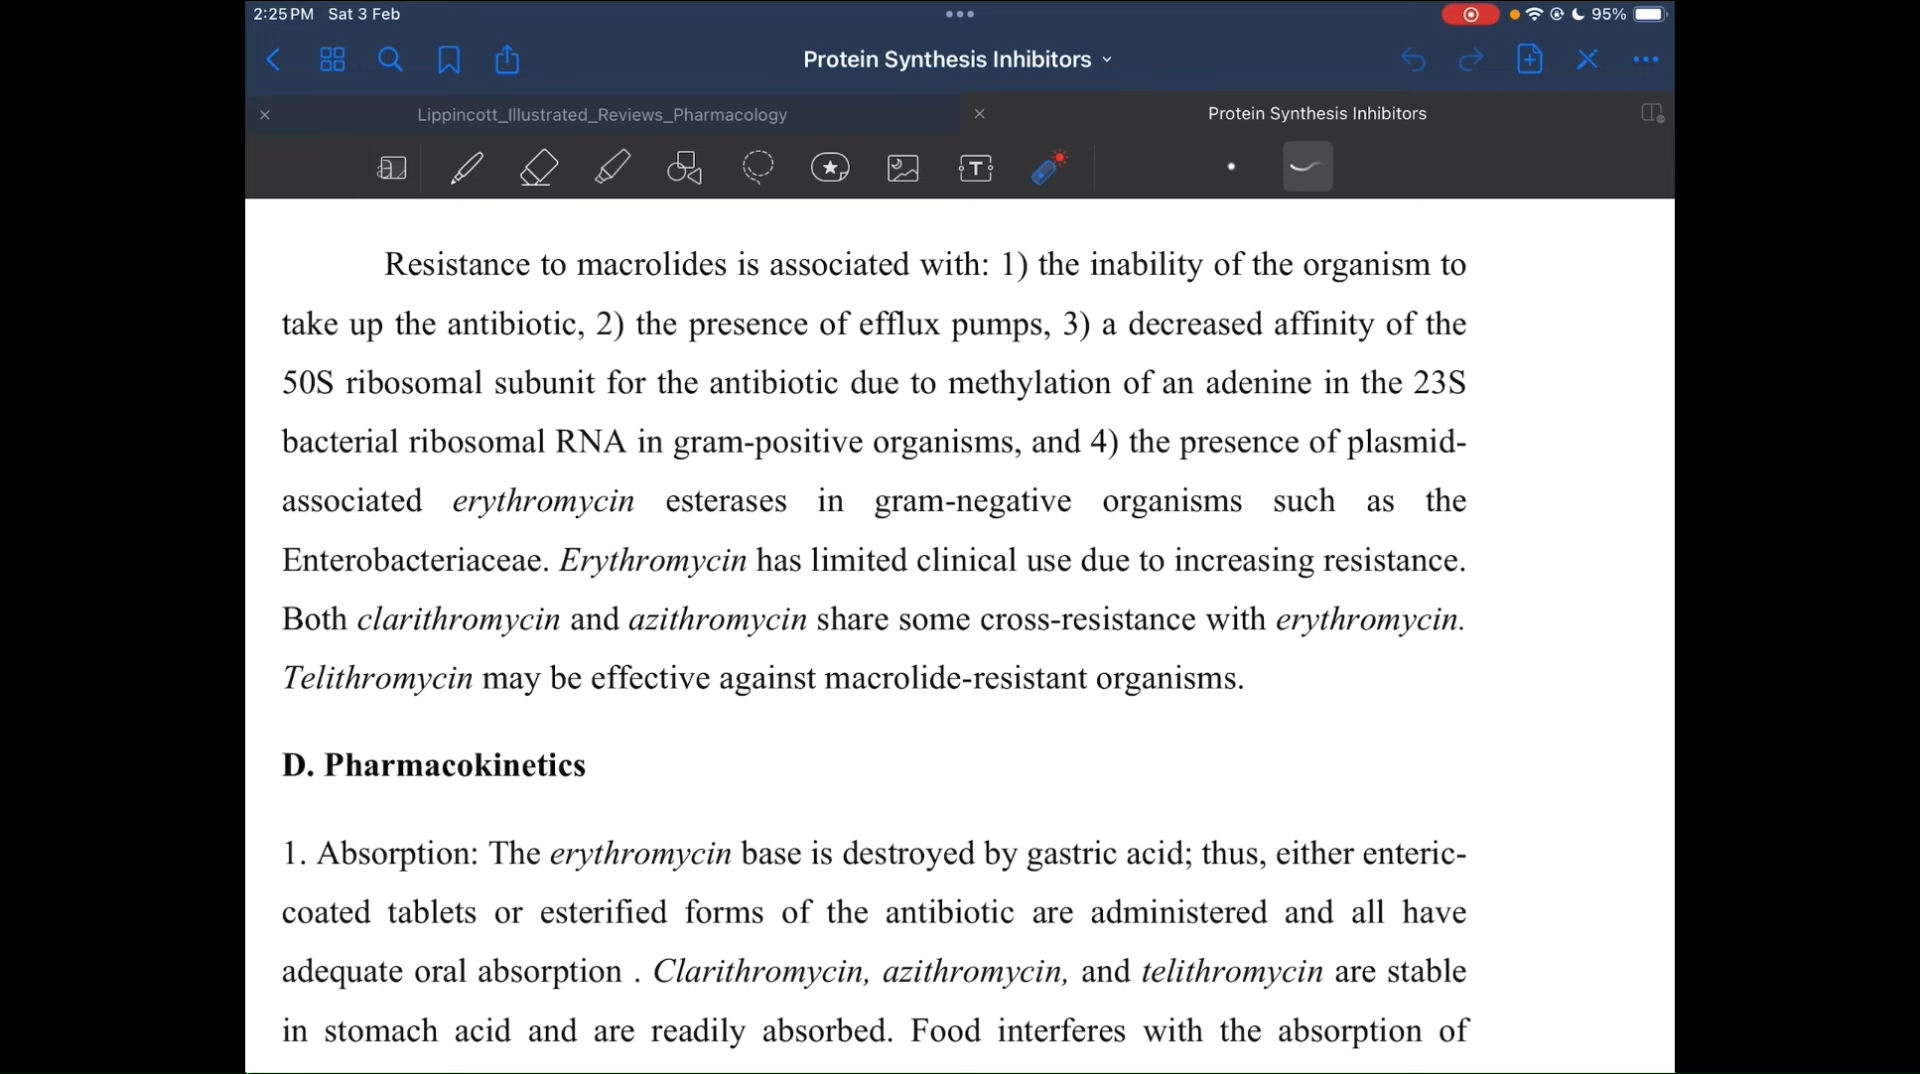 2:25 PM Sat 3 Feb
95%
Protein Synthesis Inhibitors
Lippincott_Illustrated_Reviews_Pharmacology
Protein Synthesis Inhibitors
T
Resistance to macrolides is associated with: 1) the inability of the organism to
take up the antibiotic, 2) the presence of efflux pumps, 3) a decreased affinity of the
50S ribosomal subunit for the antibiotic due to methylation of an adenine in the 23S
bacterial ribosomal RNA in gram-positive organisms, and 4) the presence of plasmid-
associated erythromycin esterases in gram-negative organisms such as the
Enterobacteriaceae. Erythromycin has limited clinical use due to increasing resistance.
Both clarithromycin and azithromycin share some cross-resistance with erythromycin.
Telithromycin may be effective against macrolide-resistant organisms.
D. Pharmacokinetics
1. Absorption: The erythromycin base is destroyed by gastric acid; thus, either enteric-
coated tablets or esterified forms of the antibiotic are administered and all have
adequate oral absorption . Clarithromycin, azithromycin, and telithromycin are stable
in stomach acid and are readily absorbed. Food interferes with the absorption of